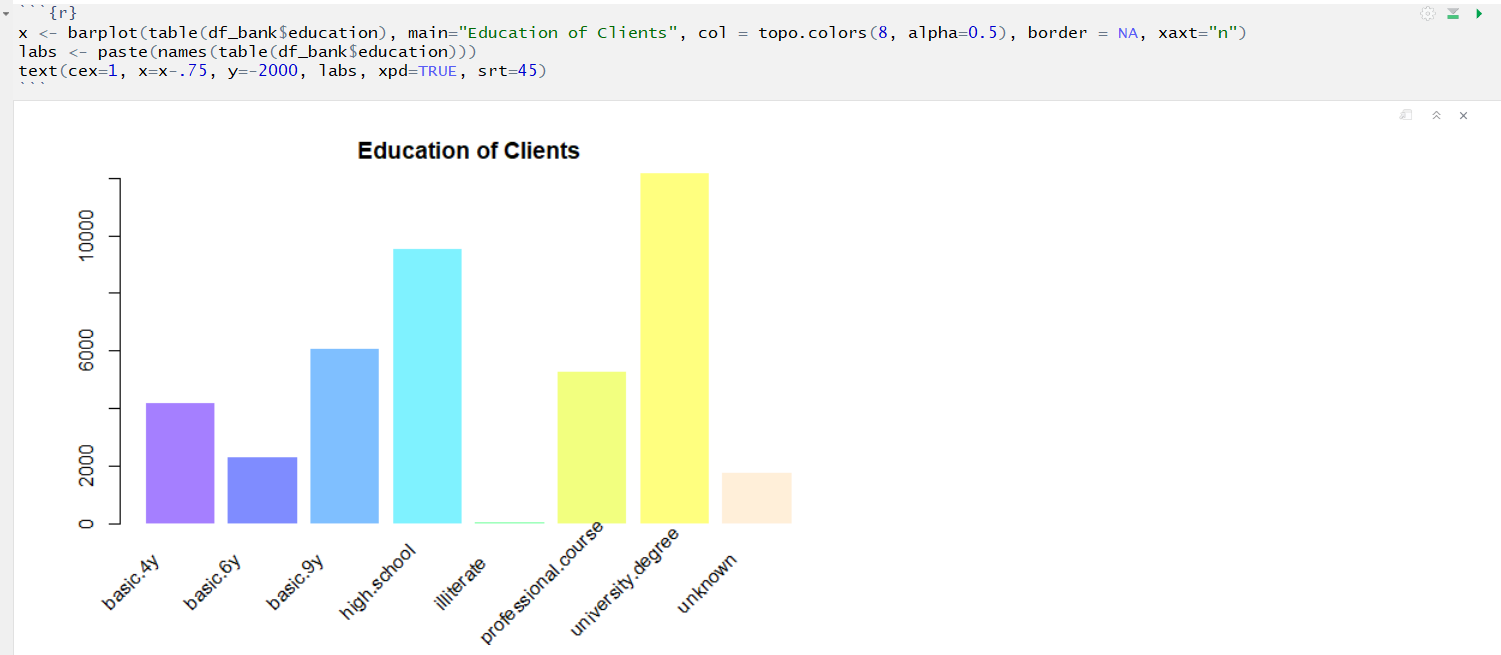 ```{r}
x <- barplot(table(df_bank$education), main="Education of Clients", col = topo.colors(8, alpha=0.5), border = NA, xaxt="n")
labs <- paste(names(table(df_bank$education)))
text(cex=1, x=x-.75, y=-2000, labs, xpd=TRUE, srt=45)
```
Education of Clients
10000
6000
2000
0
basic.4y
basic.6y
basic.9y
high.school
illiterate
professional.course
university.degree
unknown